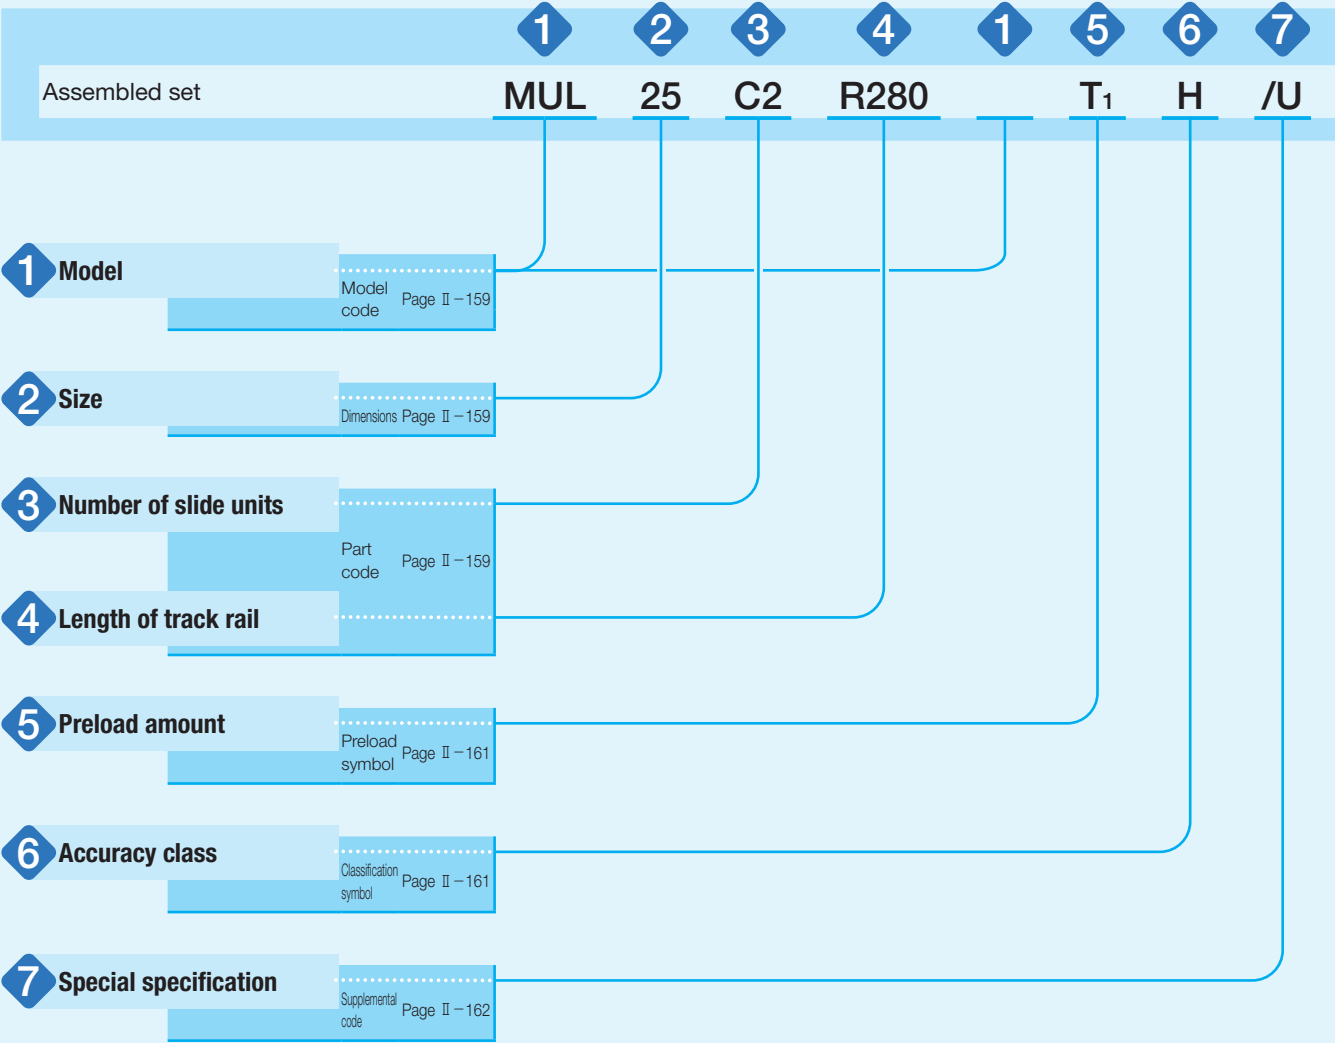 1 2 3 4 1 5 6 7
Assembled set MUL 25 C2 R280 T1 H /U
1 Model
Model
code Page Ⅱ−159
2 Size
Dimensions Page Ⅱ−159
3 Number of slide units
Part
code Page Ⅱ−159
4 Length of track rail
5 Preload amount
Preload
symbol Page Ⅱ−161
6 Accuracy class
Classification
symbol Page Ⅱ−161
7 Special specification
Supplemental
code Page Ⅱ−162